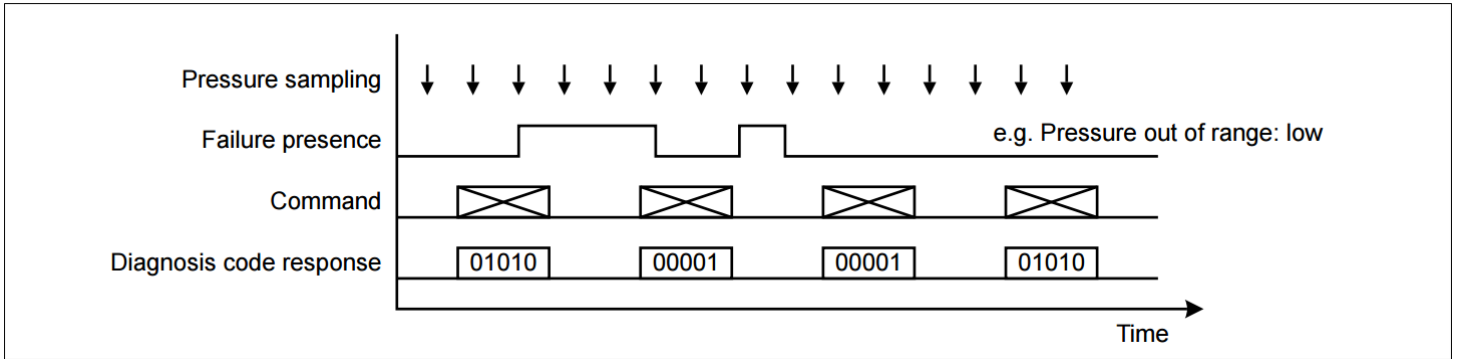 Pressure sampling
Failure presence
e.g. Pressure out of range: low
Command
Diagnosis code response
01010
00001
00001
01010
Time